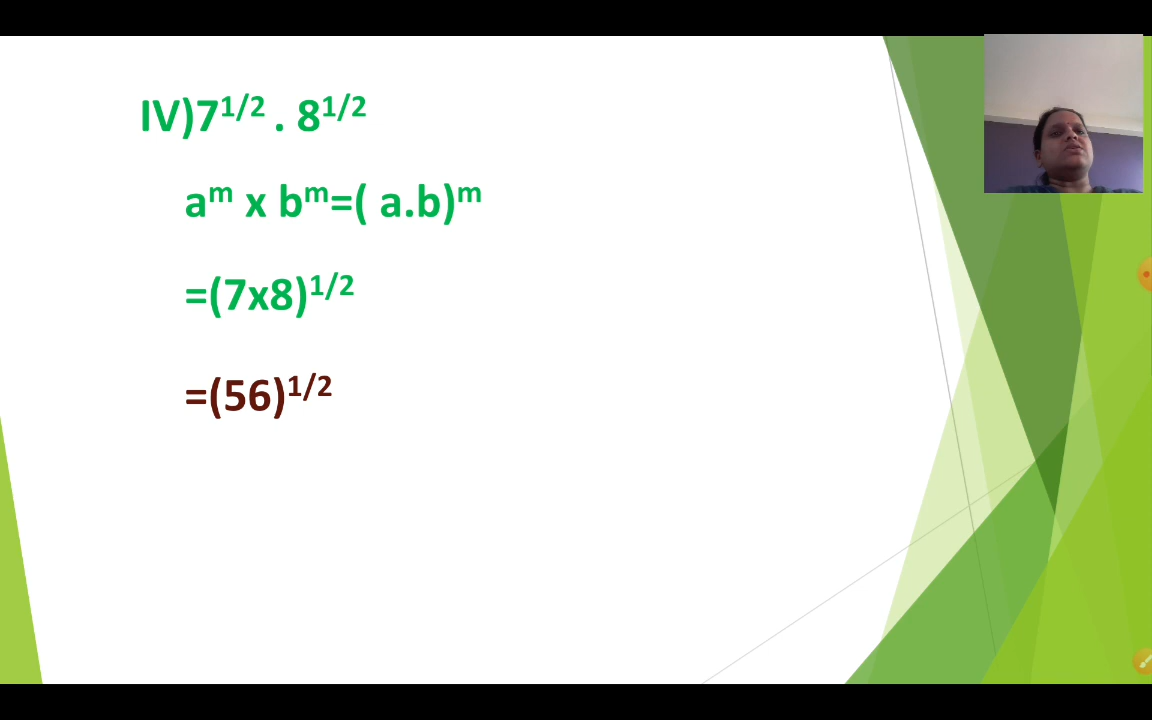 IV)7^1/2 . 8^1/2
a^m x b^m=( a.b)^m
=(7x8)^1/2
=(56)^1/2